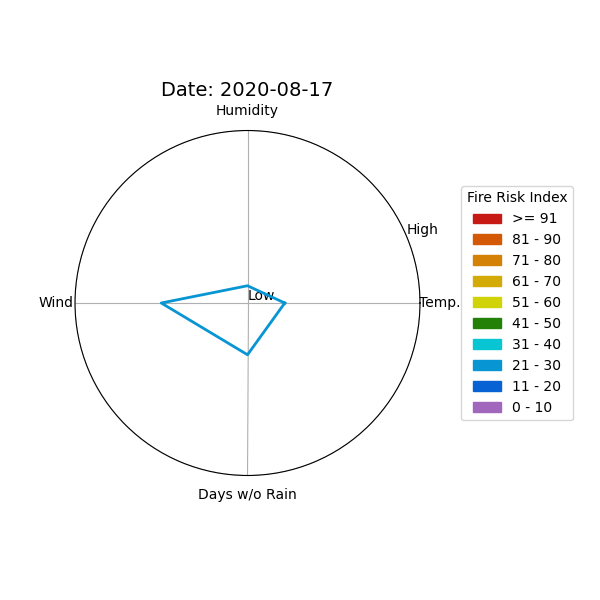 Date: 2020-08-17
Humidity
High
Low
Wind
Temp.
Days w/o Rain
Fire Risk Index
>= 91
81 - 90
71 - 80
61 - 70
51 - 60
41 - 50
31 - 40
21 - 30
11 - 20
0 - 10